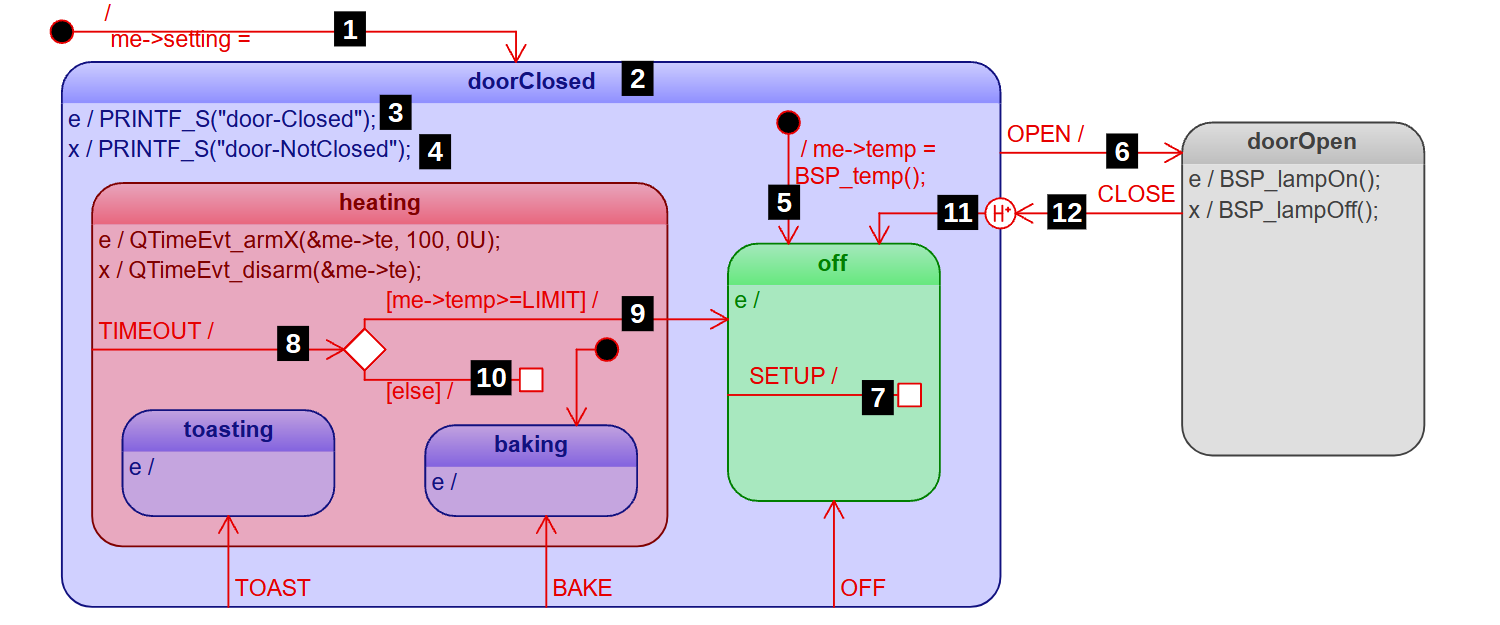 /
me->setting =
1
doorClosed
2
e / PRINTF_S("door-Closed");
3
x / PRINTF_S("door-NotClosed");
4
/ me->temp =
BSP_temp();
5
OPEN /
6
doorOpen
e / BSP_lampOn();
x / BSP_lampOff();
CLOSE
12
H+
11
heating
e / QTimeEvt_armX(&me->te, 100, 0U);
x / QTimeEvt_disarm(&me->te);
[me->temp>=LIMIT] /
9
TIMEOUT /
8
[else] /
10
off
e /
SETUP /
7
toasting
e /
baking
e /
TOAST
BAKE
OFF